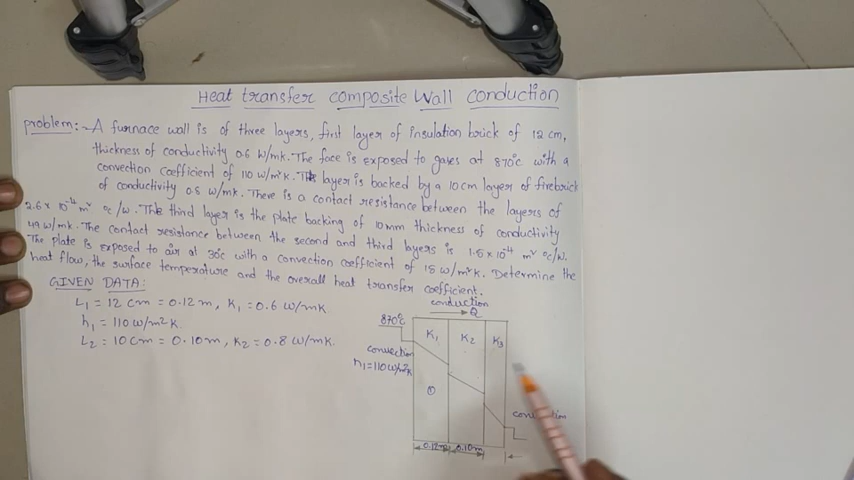 Heat transfer composite Wall conduction
problem:- A furnace wall is of three layers, first layer of insulation brick of 12 cm,
thickness of conductivity 0.6 W/mk. The face is exposed to gases at 870°c with a
convection coefficient of 110 W/m²K. The layer is backed by a 10cm layer of firebrick
of conductivity 0.8 W/mk. There is a contact resistance between the layers of
2.6 x 10⁻⁴ m² °c/W. The third layer is the plate backing of 10mm thickness of conductivity
49 W/mk. The contact resistance between the second and third layers is 1.5x10⁻⁴ m² °c/W.
The plate is exposed to air at 30°c with a convection coefficient of 15 W/m²K. Determine the
heat flow, the surface temperature and the overall heat transfer coefficient.
GIVEN DATA:
L₁ = 12 cm = 0.12 m, K₁ = 0.6 W/mk.
h₁ = 110 W/m²K.
L₂ = 10 cm = 0.10 m, K₂ = 0.8 W/mK.
conduction
Q
870°c
K₁ K₂ K₃
convection
h₁=110W/m²K
①
0.12m 0.10m